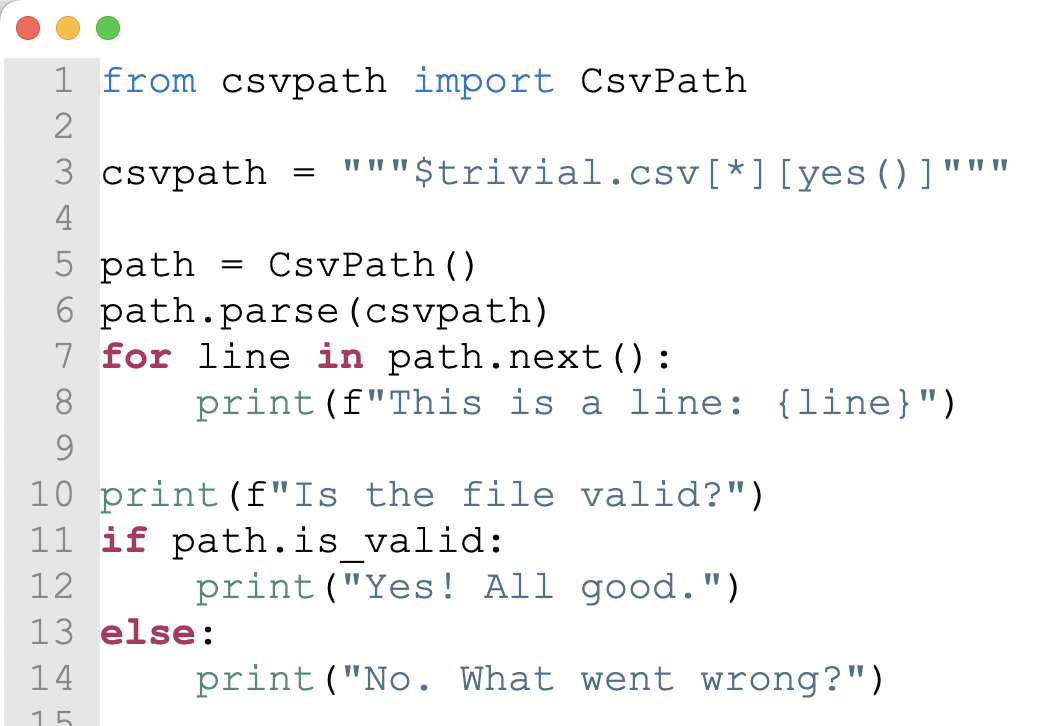 1 from csvpath import CsvPath
2
3 csvpath = """$trivial.csv[*][yes()]"""
4
5 path = CsvPath()
6 path.parse(csvpath)
7 for line in path.next():
8     print(f"This is a line: {line}")
9
10 print(f"Is the file valid?")
11 if path.is_valid:
12     print("Yes! All good.")
13 else:
14     print("No. What went wrong?")
15